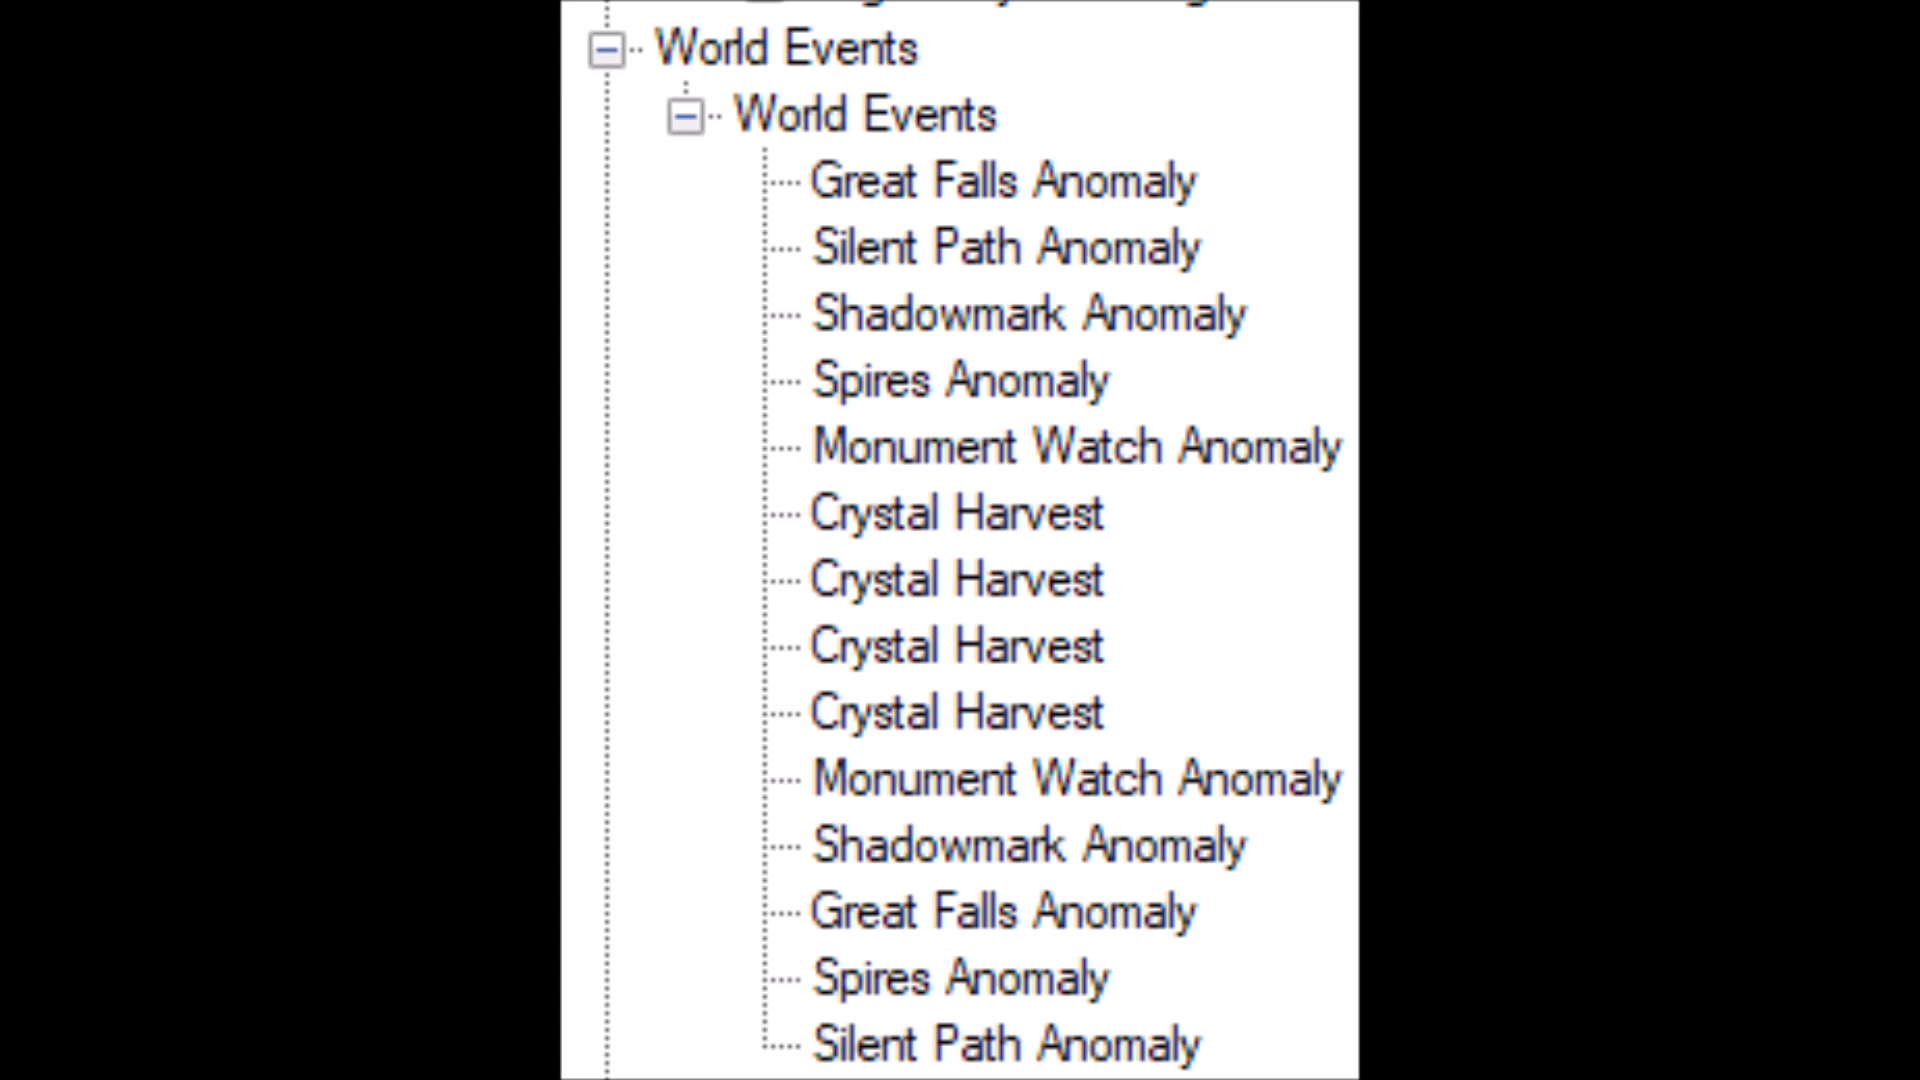 World Events
World Events
Great Falls Anomaly
Silent Path Anomaly
Shadowmark Anomaly
Spires Anomaly
Monument Watch Anomaly
Crystal Harvest
Crystal Harvest
Crystal Harvest
Crystal Harvest
Monument Watch Anomaly
Shadowmark Anomaly
Great Falls Anomaly
Spires Anomaly
Silent Path Anomaly